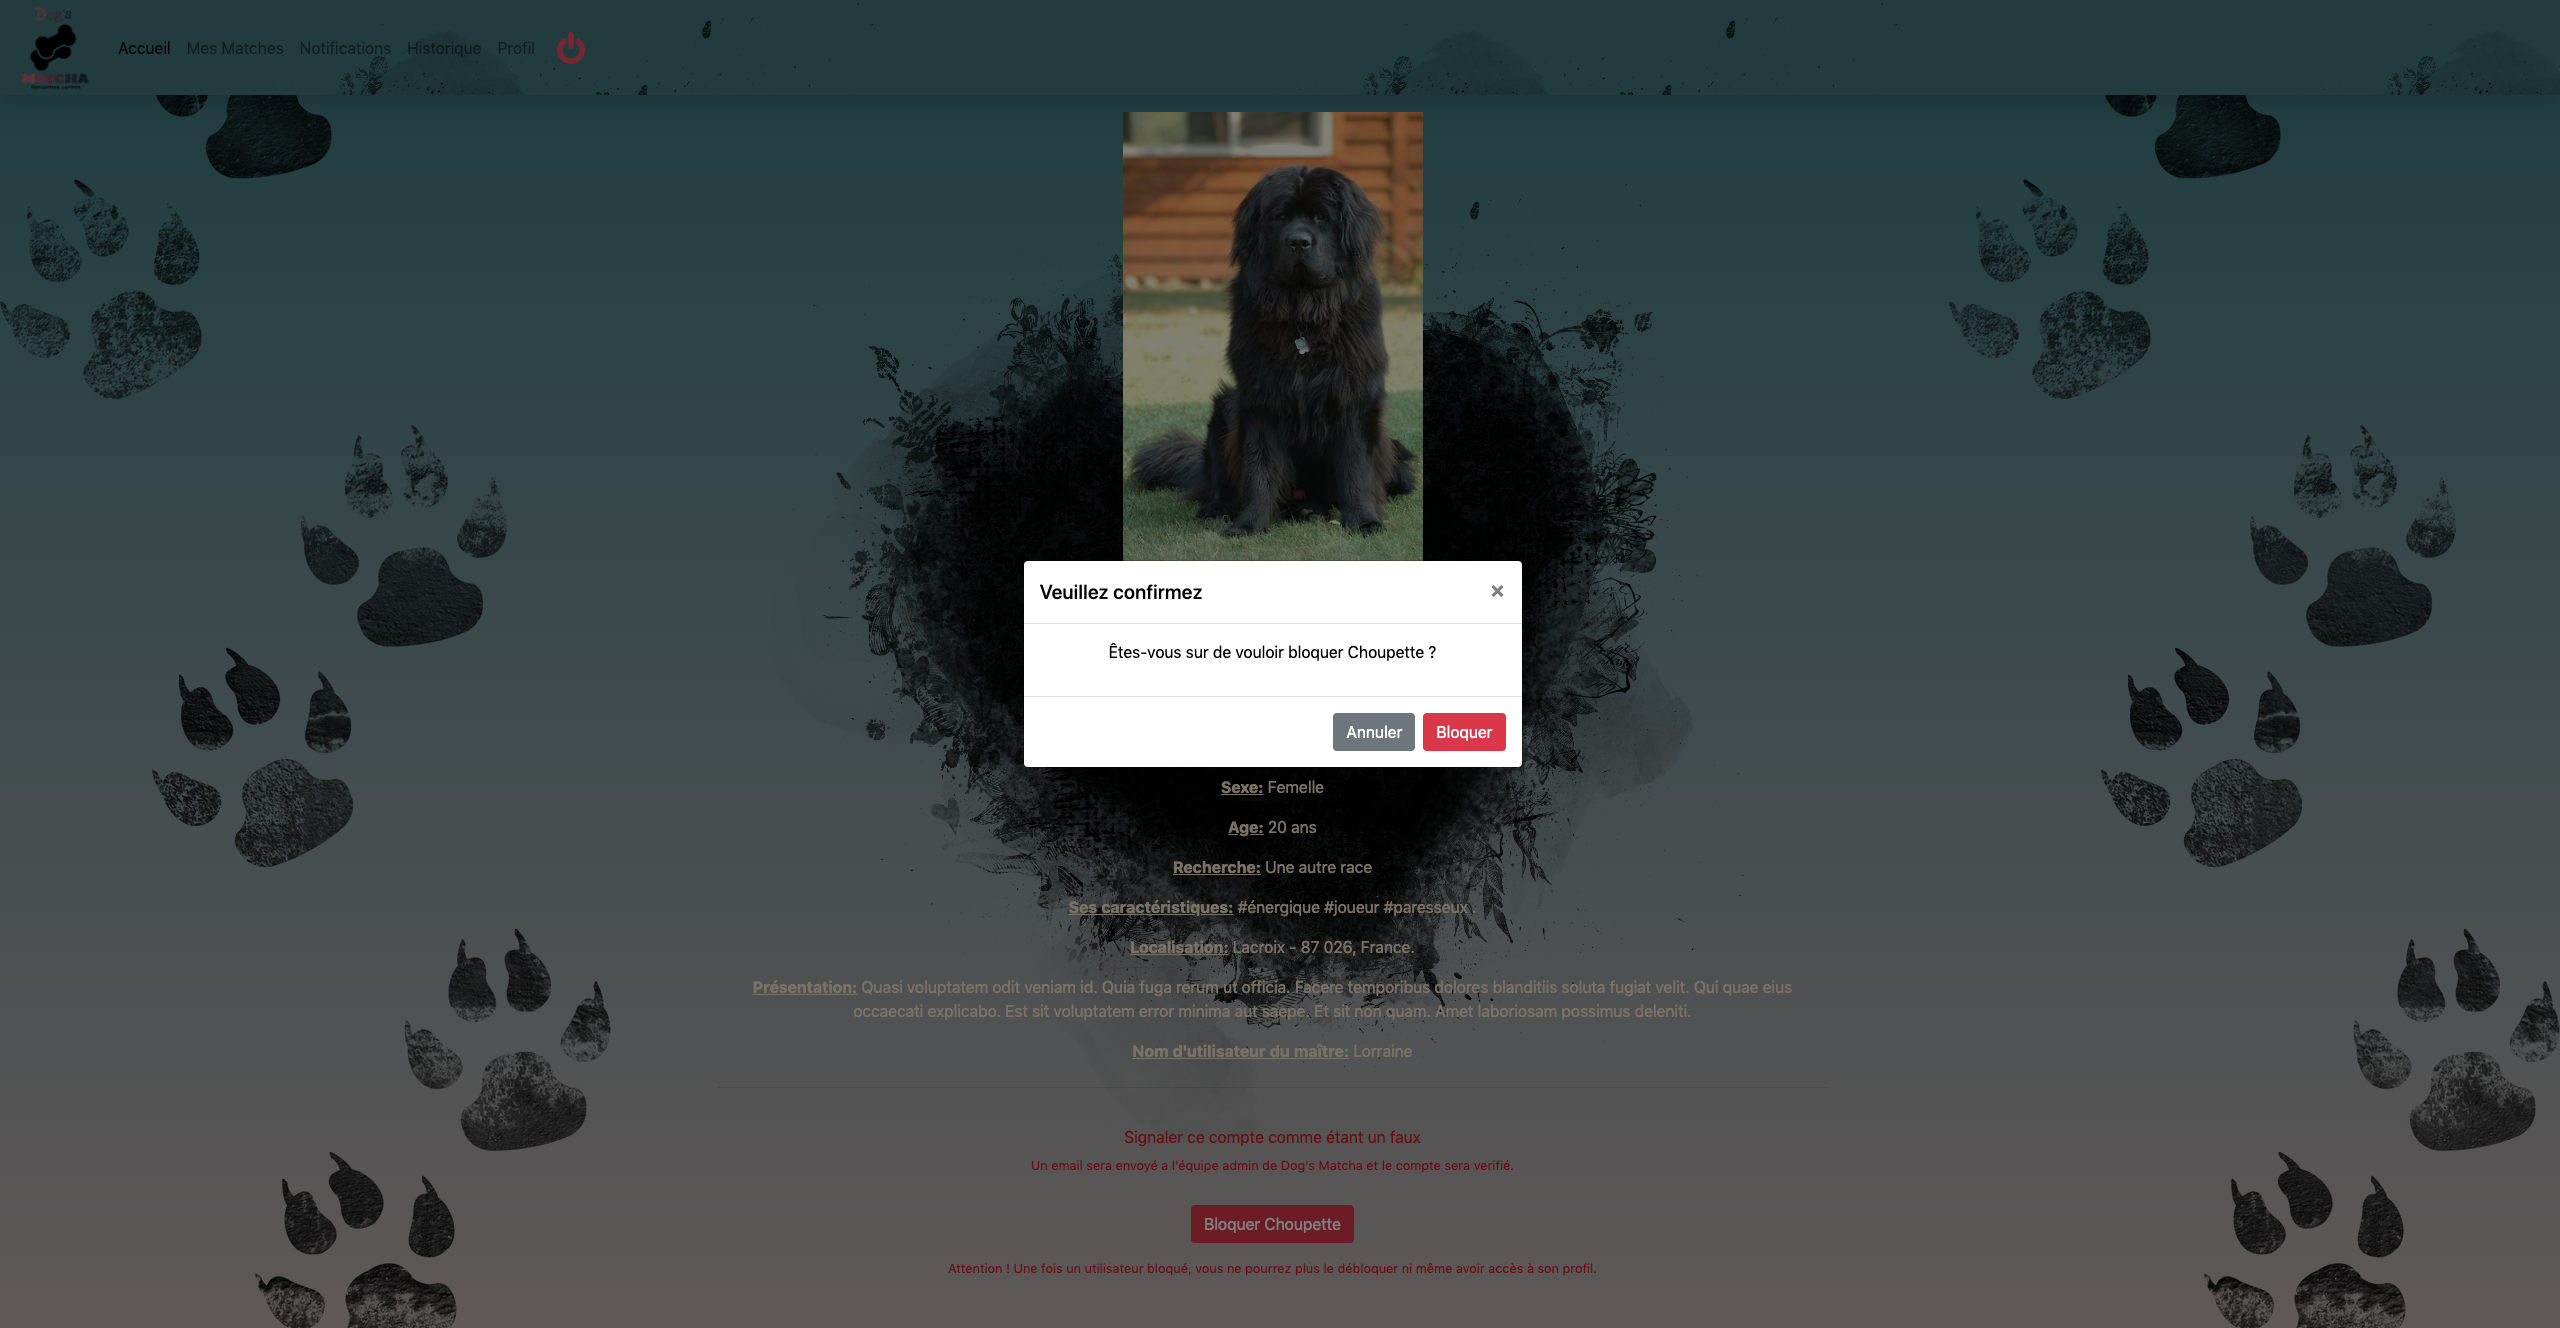 Dog's
MATCHA
Accueil Mes Matches Notifications Historique Profil
Veuillez confirmez ×
Êtes-vous sur de vouloir bloquer Choupette ?
Annuler Bloquer
Sexe: Femelle
Age: 20 ans
Recherche: Une autre race
Ses caractéristiques: #énergique #joueur #paresseux .
Localisation: Lacroix - 87 026, France.
Présentation: Quasi voluptatem odit veniam id. Quia fuga rerum ut officia. Facere temporibus dolores blanditiis soluta fugiat velit. Qui quae eius
occaecati explicabo. Est sit voluptatem error minima aut saepe. Et sit non quam. Amet laboriosam possimus deleniti.
Nom d'utilisateur du maître: Lorraine
Signaler ce compte comme étant un faux
Un email sera envoyé a l'équipe admin de Dog's Matcha et le compte sera verifié.
Bloquer Choupette
Attention ! Une fois un utilisateur bloqué, vous ne pourrez plus le débloquer ni même avoir accès à son profil.